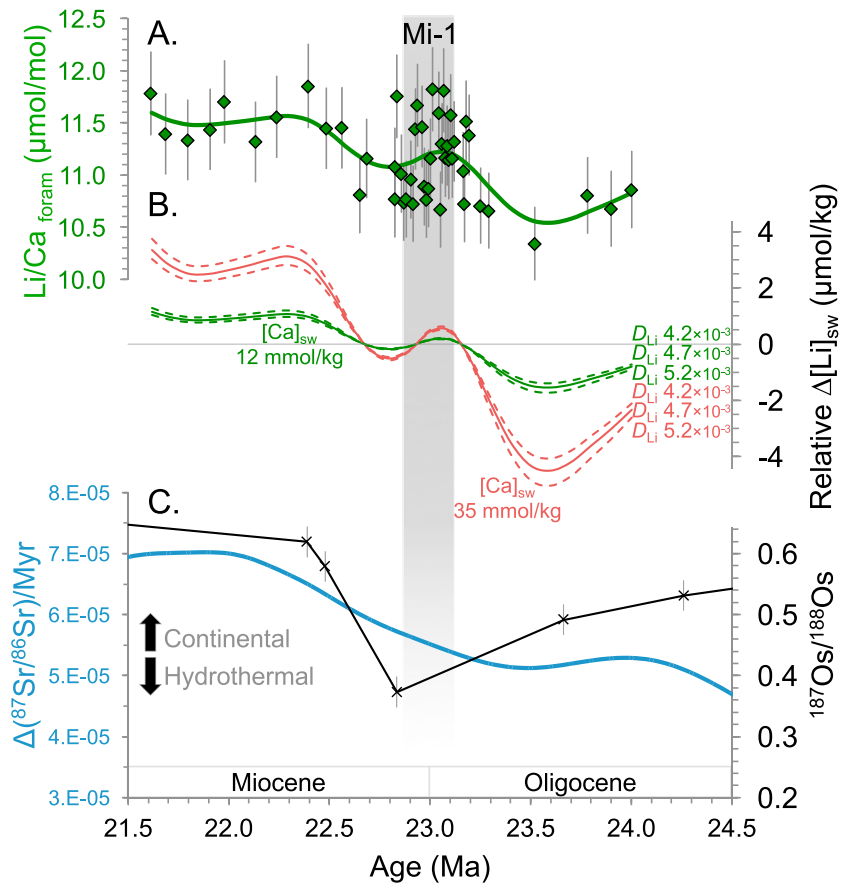 A.
Mi-1
12.5
12.0
11.5
11.0
10.5
10.0
Li/Ca foram (µmol/mol)
B.
4
2
0
-2
-4
Relative Δ[Li]sw (µmol/kg)
[Ca]sw
12 mmol/kg
DLi 4.2×10-3
DLi 4.7×10-3
DLi 5.2×10-3
DLi 4.2×10-3
DLi 4.7×10-3
DLi 5.2×10-3
[Ca]sw
35 mmol/kg
C.
8.E-05
7.E-05
6.E-05
5.E-05
4.E-05
3.E-05
Δ(87Sr/86Sr)/Myr
Continental
Hydrothermal
0.6
0.5
0.4
0.3
0.2
187Os/188Os
Miocene
Oligocene
21.5 22.0 22.5 23.0 23.5 24.0 24.5
Age (Ma)